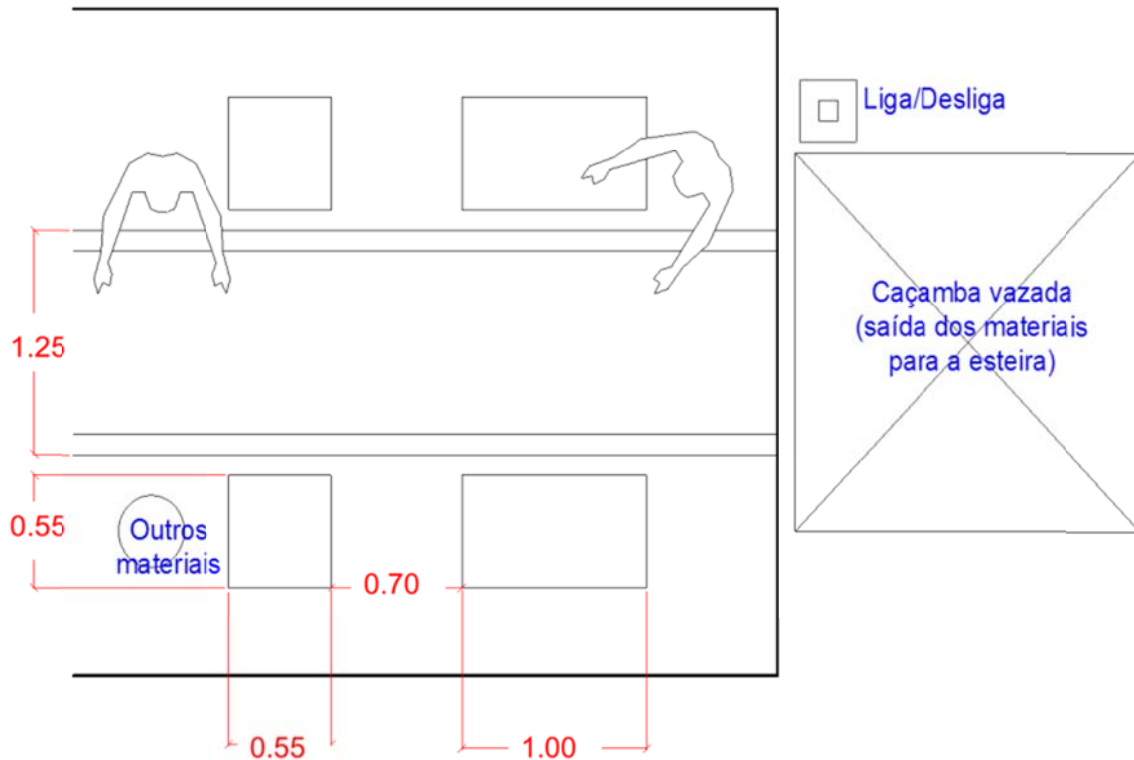 Liga/Desliga
Caçamba vazada
(saída dos materiais
para a esteira)
1.25
0.55
Outros
materiais
0.70
0.55
1.00